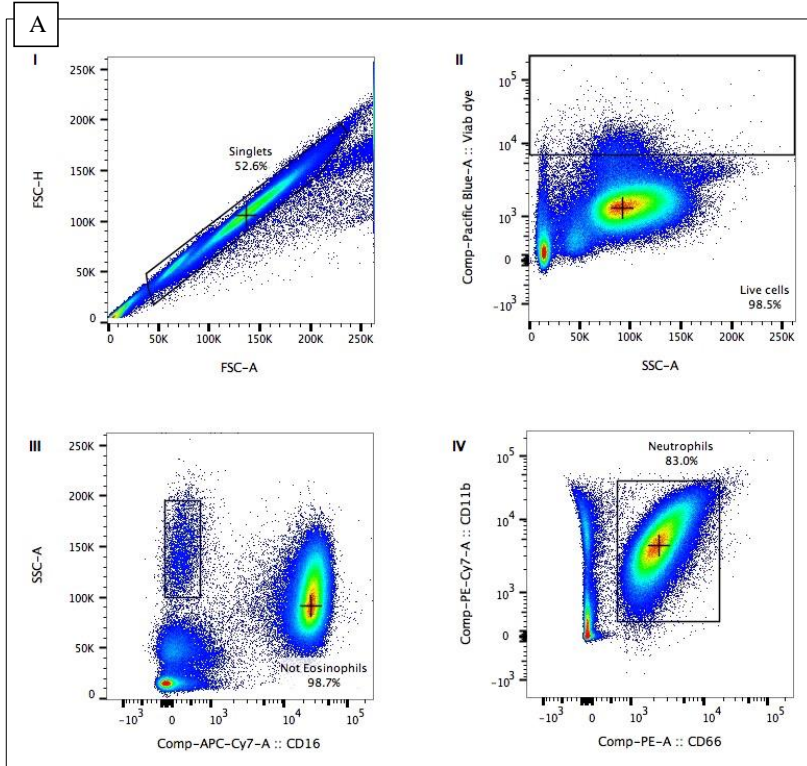 A
I
250K
200K
150K
100K
50K
0
FSC-H
Singlets
52.6%
0
50K
100K
150K
200K
250K
FSC-A
II
10^5
10^4
10^3
0
-10^3
Comp-Pacific Blue-A :: Viab dye
Live cells
98.5%
0
50K
100K
150K
200K
250K
SSC-A
III
250K
200K
150K
100K
50K
0
SSC-A
Not Eosinophils
98.7%
-10^3
0
10^3
10^4
10^5
Comp-APC-Cy7-A :: CD16
IV
10^5
10^4
10^3
0
-10^3
Comp-PE-Cy7-A :: CD11b
Neutrophils
83.0%
-10^3
0
10^3
10^4
10^5
Comp-PE-A :: CD66